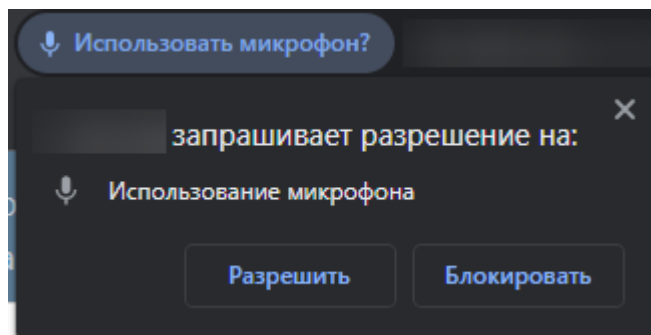 Использовать микрофон?
запрашивает разрешение на:
Использование микрофона
Разрешить
Блокировать